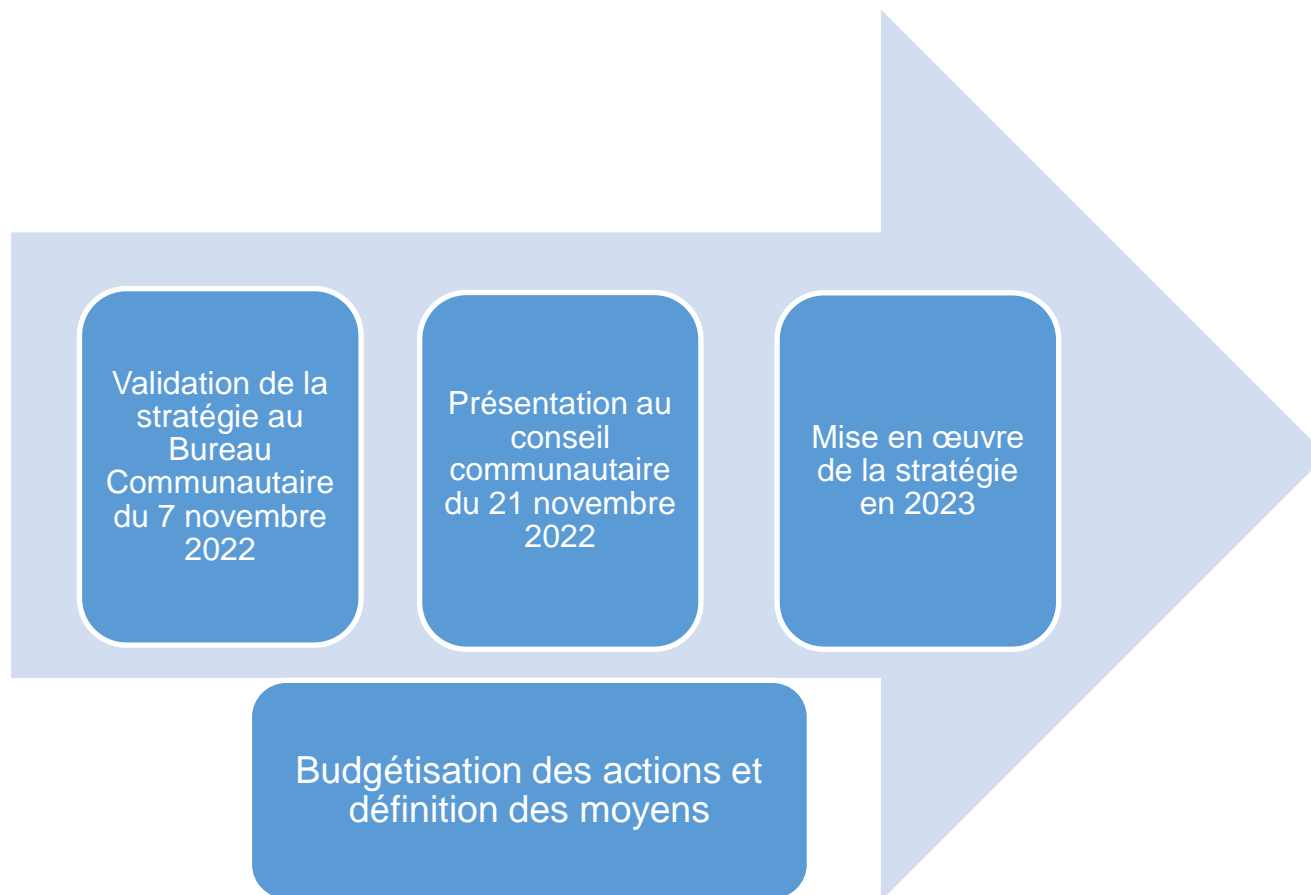 Validation de la
stratégie au
Bureau
Communautaire
du 7 novembre
2022
Présentation au
conseil
communautaire
du 21 novembre
2022
Mise en œuvre
de la stratégie
en 2023
Budgétisation des actions et
définition des moyens